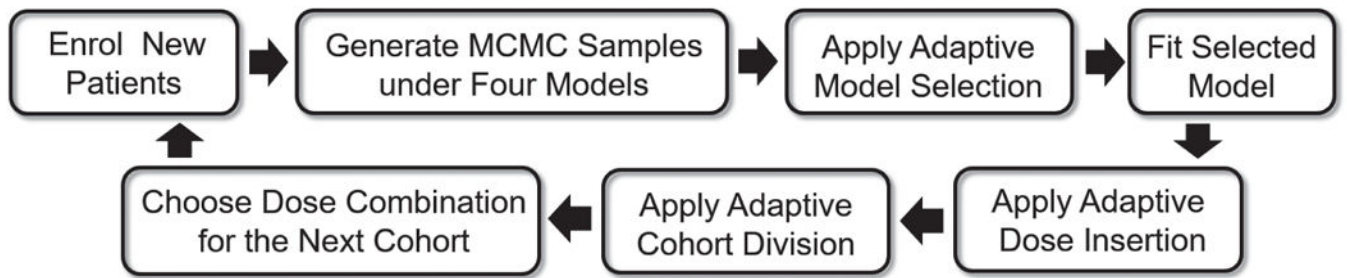 Enrol New
Patients
Generate MCMC Samples
under Four Models
Apply Adaptive
Model Selection
Fit Selected
Model
Apply Adaptive
Dose Insertion
Apply Adaptive
Cohort Division
Choose Dose Combination
for the Next Cohort